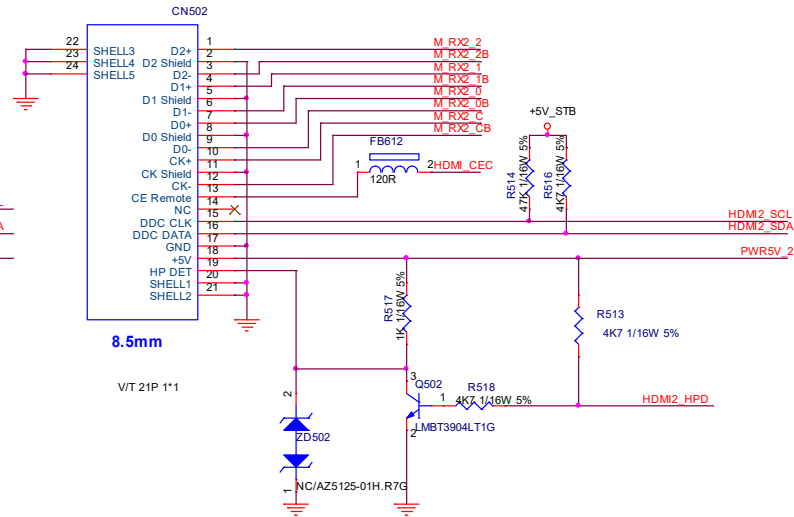 CN502
22
23
24
SHELL3
SHELL4
SHELL5
D2+
D2 Shield
D2-
D1+
D1 Shield
D1-
D0+
D0 Shield
D0-
CK+
CK Shield
CK-
CE Remote
NC
DDC CLK
DDC DATA
GND
+5V
HP DET
SHELL1
SHELL2
1
2
3
4
5
6
7
8
9
10
11
12
13
14
15
16
17
18
19
20
21
M_RX2_2
M_RX2_2B
M_RX2_1
M_RX2_1B
M_RX2_0
M_RX2_0B
M_RX2_C
M_RX2_CB
FB612
1
2
HDMI_CEC
120R
+5V_STB
R514
47K 1/16W 5%
R516
4K7 1/16W 5%
HDMI2_SCL
HDMI2_SDA
PWR5V_2
A
8.5mm
V/T 21P 1*1
R517
1K 1/16W 5%
R513
4K7 1/16W 5%
3
Q502
1
R518
4K7 1/16W 5%
HDMI2_HPD
LMBT3904LT1G
2
2
ZD502
1
NC/AZ5125-01H.R7G